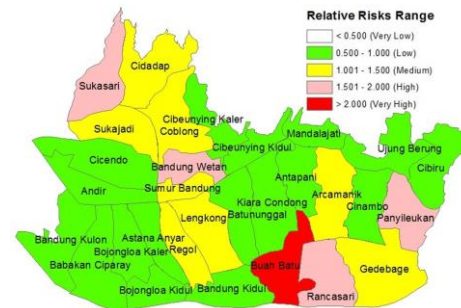 Relative Risks Range
< 0.500 (Very Low)
0.500 - 1.000 (Low)
1.001 - 1.500 (Medium)
1.501 - 2.000 (High)
> 2.000 (Very High)
Cidadap
Sukasari
Sukajadi
Cibeunying Kaler
Coblong
Mandalajati
Cibeunying Kidul
Ujung Berung
Cicendo
Bandung Wetan
Cibiru
Antapani
Andir
Sumur Bandung
Arcamanik
Kiara Condong
Cinambo
Lengkong
Batununggal
Panyileukan
Bandung Kulon
Astana Anyar
Bojongloa Kaler
Regol
Babakan Ciparay
Buah Batu
Gedebage
Bojongloa Kidul
Bandung Kidul
Rancasari